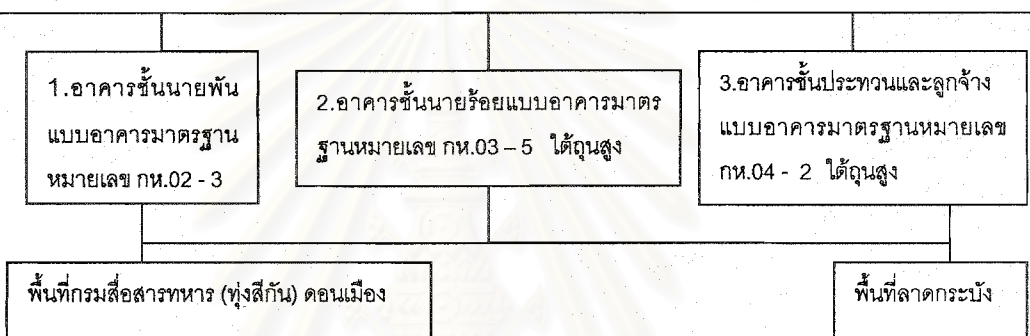 1.อาคารชั้นนายพัน
แบบอาคารมาตรฐาน
หมายเลข กห.02 - 3
2.อาคารชั้นนายร้อยแบบอาคารมาตร
ฐานหมายเลข กห.03 – 5 ใต้ถุนสูง
3.อาคารชั้นประทวนและลูกจ้าง
แบบอาคารมาตรฐานหมายเลข
กห.04 - 2 ใต้ถุนสูง
พื้นที่กรมสื่อสารทหาร (ทุ่งสีกัน) ดอนเมือง
พื้นที่ลาดกระบัง